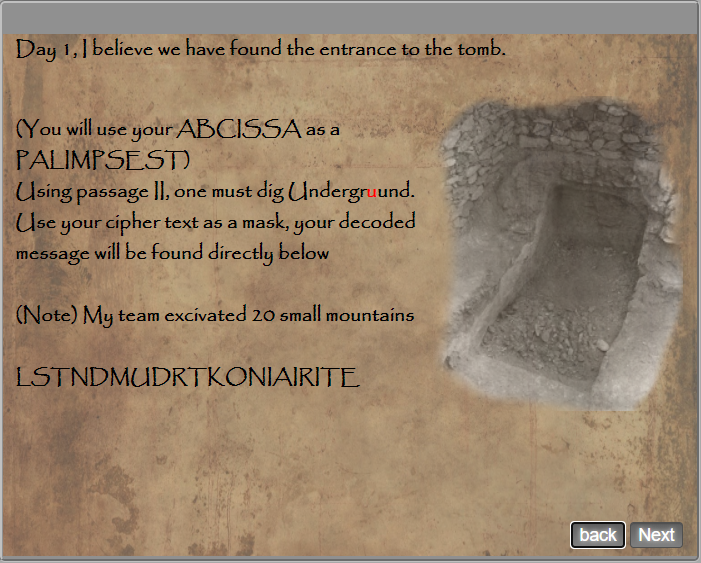 Day 1, I believe we have found the entrance to the tomb.
(You will use your ABCISSA as a
PALIMPSEST)
Using passage II, one must dig Undergruund.
Use your cipher text as a mask, your decoded
message will be found directly below
(Note) My team excivated 20 small mountains
LSTNDMUDRTKONIAIRITE
back Next